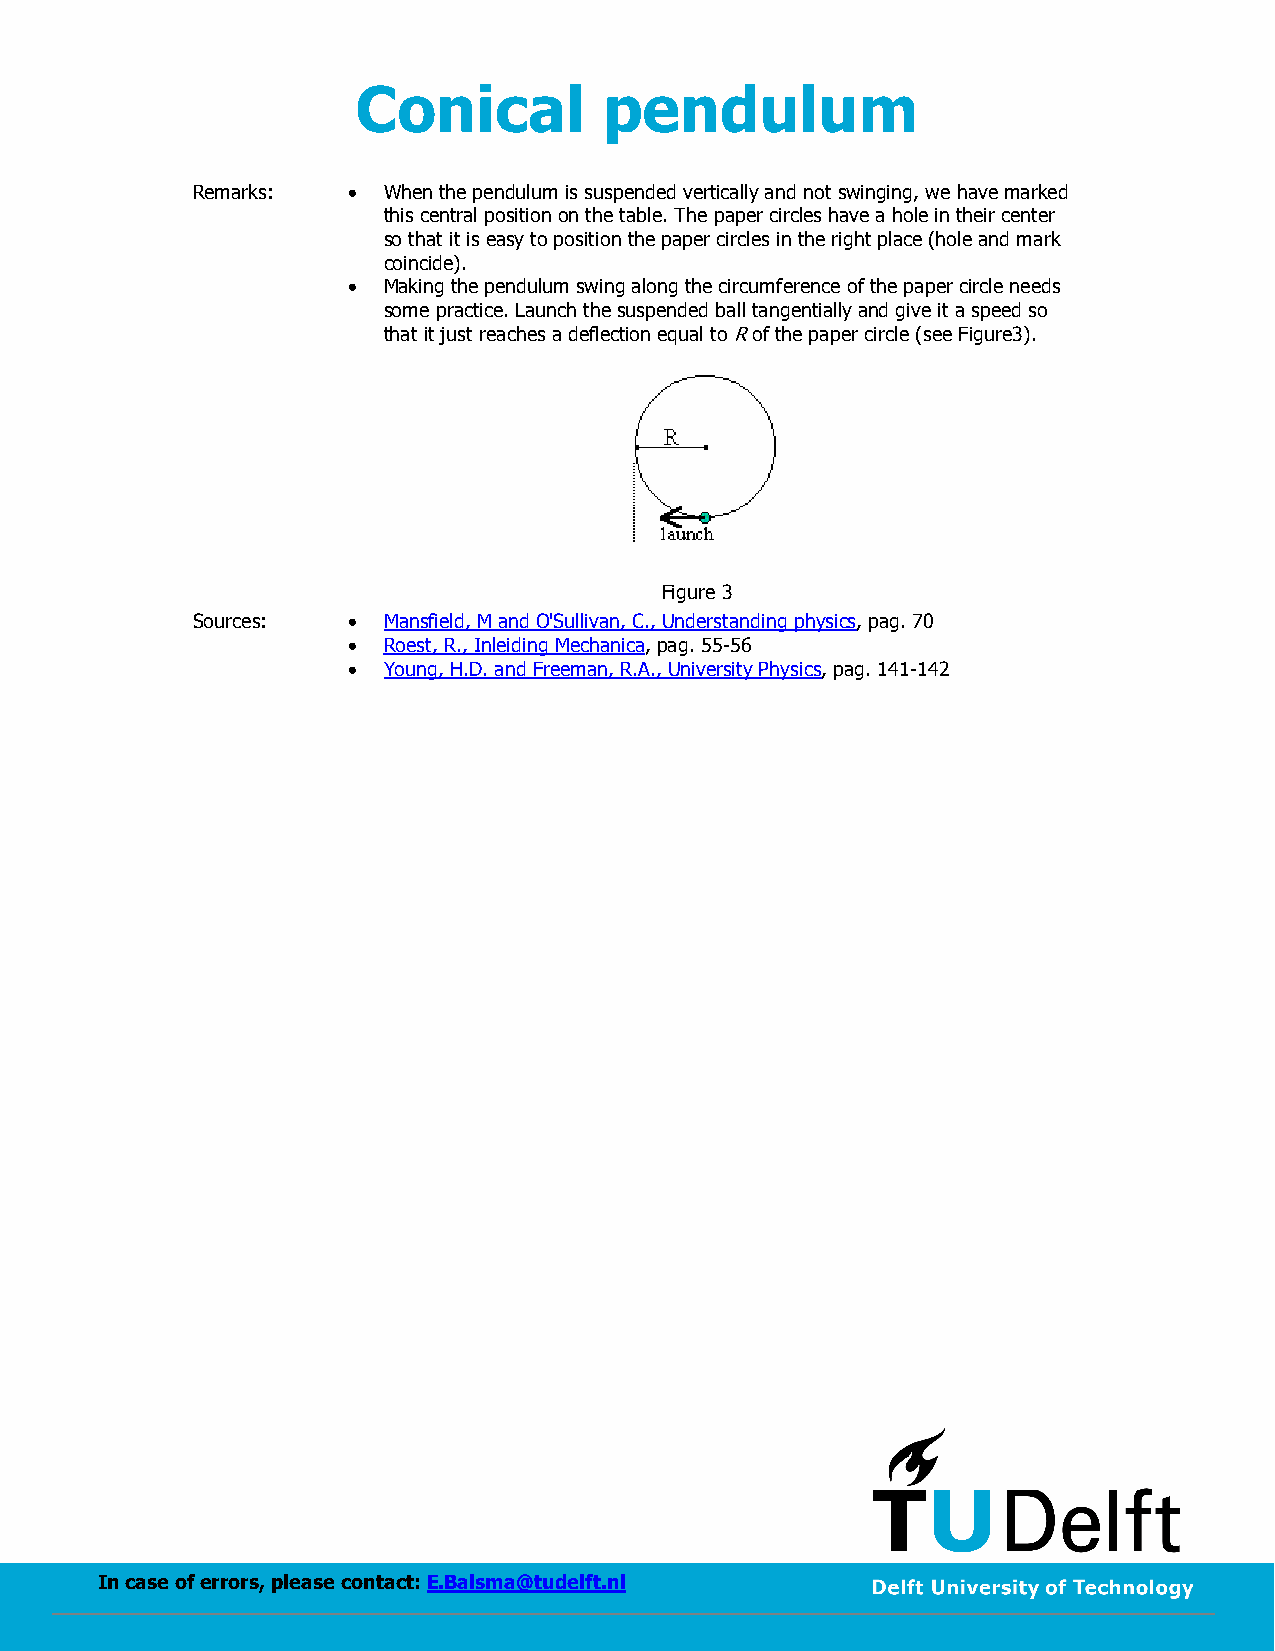 Conical pendulum
Remarks: • When the pendulum is suspended vertically and not swinging, we have marked
this central position on the table. The paper circles have a hole in their center
so that it is easy to position the paper circles in the right place (hole and mark
coincide).
• Making the pendulum swing along the circumference of the paper circle needs
some practice. Launch the suspended ball tangentially and give it a speed so
that it just reaches a deflection equal to R of the paper circle (see Figure3).
R
launch
Figure 3
Sources: • Mansfield, M and O'Sullivan, C., Understanding physics, pag. 70
• Roest, R., Inleiding Mechanica, pag. 55-56
• Young, H.D. and Freeman, R.A., University Physics, pag. 141-142
TUDelft
In case of errors, please contact: E.Balsma@tudelft.nl
Delft University of Technology